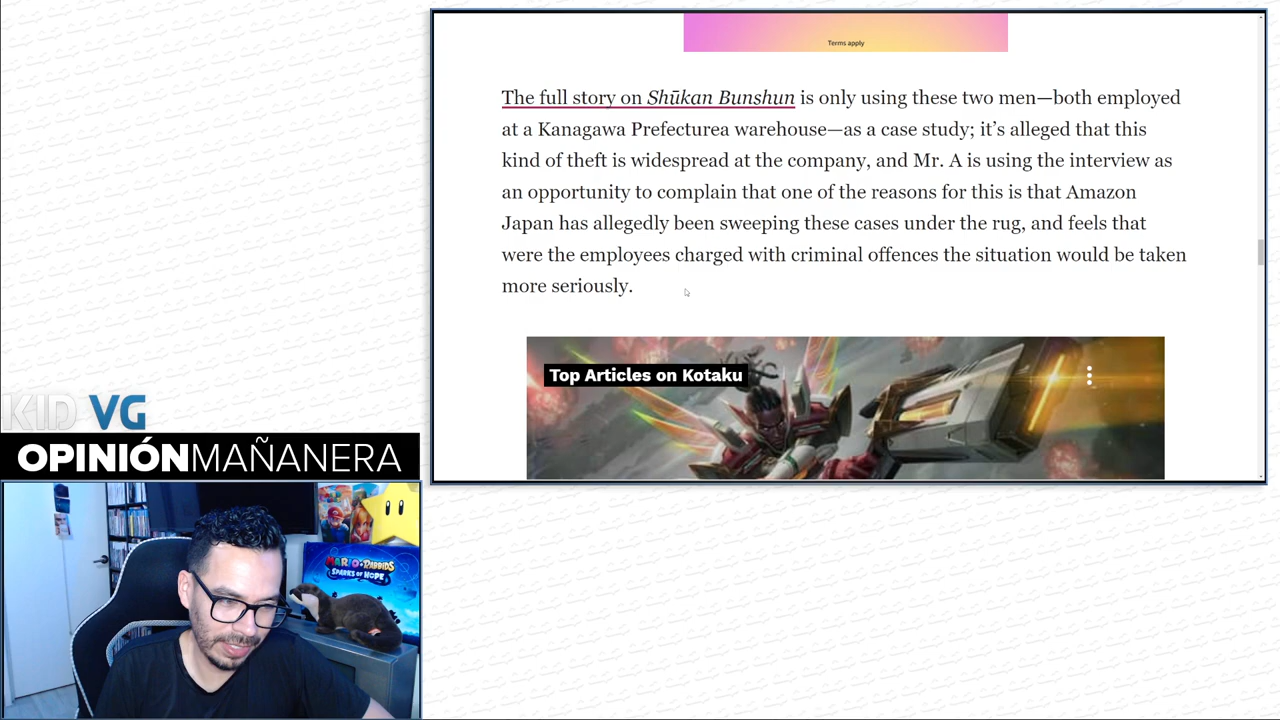 Terms apply
The full story on Shūkan Bunshun is only using these two men—both employed
at a Kanagawa Prefecturea warehouse—as a case study; it’s alleged that this
kind of theft is widespread at the company, and Mr. A is using the interview as
an opportunity to complain that one of the reasons for this is that Amazon
Japan has allegedly been sweeping these cases under the rug, and feels that
were the employees charged with criminal offences the situation would be taken
more seriously.
Top Articles on Kotaku
KID VG
OPINIÓNMAÑANERA
MARIO+RABBIDS
SPARKS OF HOPE